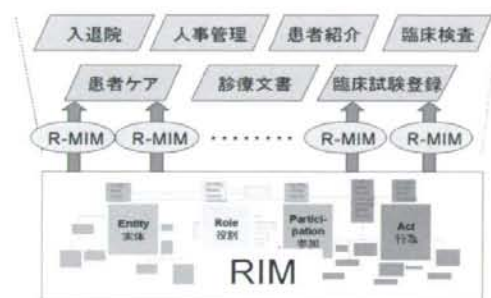 入退院 人事管理 患者紹介 臨床検査
患者ケア 診療文書 臨床試験登録
R-MIM R-MIM ‥‥‥‥ R-MIM R-MIM
Entity
実体
Role
役割
Partici-
pation
参加
Act
行為
RIM